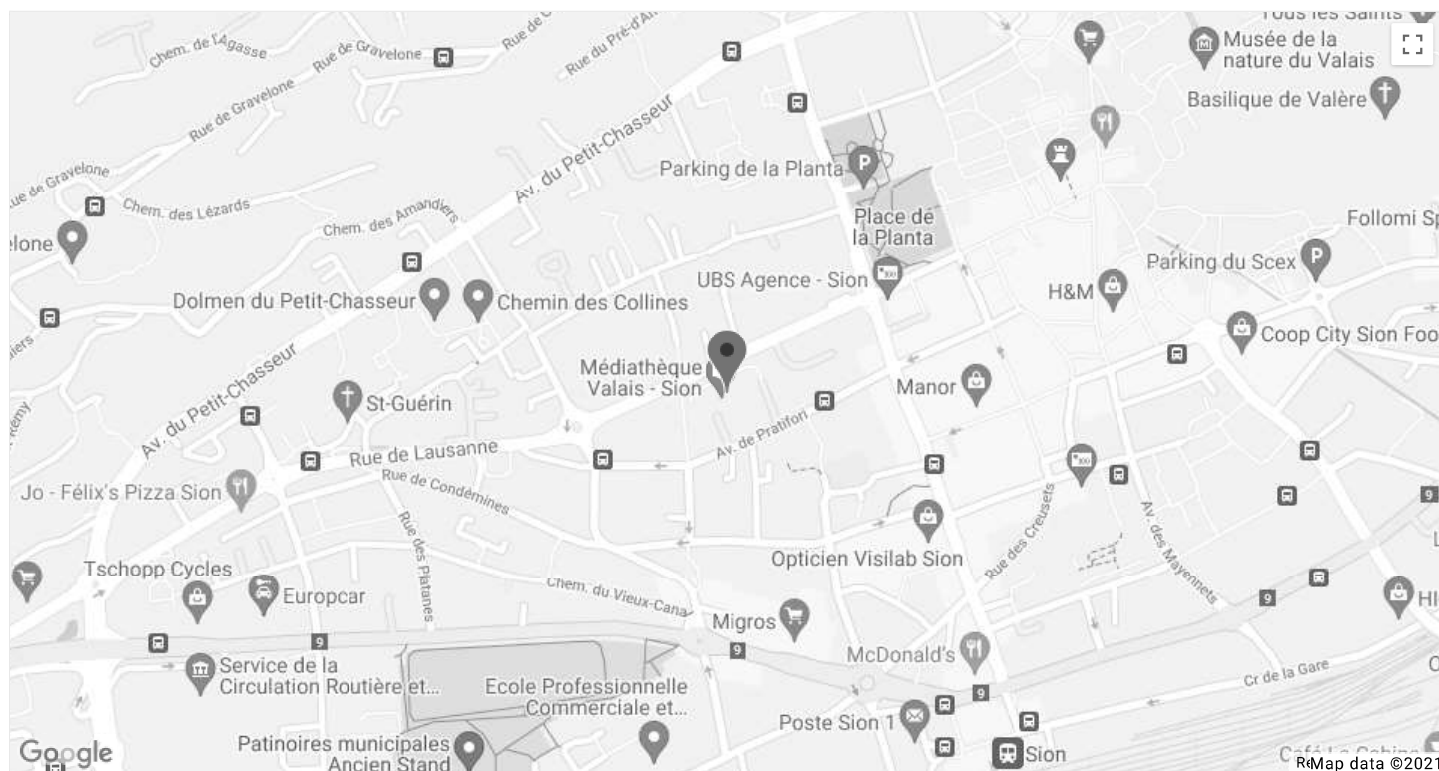 Tous les Saints
Chem. de l'Agasse
Rue de Gravelone
Rue du Pré-d'A
Musée de la
nature du Valais
Basilique de Valère
Rue de Gravelone
Av. du Petit-Chasseur
Parking de la Planta
P
ue de Gravelone
Chem. des Lézards
Chem. des Amandiers
Place de
la Planta
Follomi Sp
elone
Parking du Scex
P
UBS Agence - Sion
H&M
Dolmen du Petit-Chasseur
Chemin des Collines
Coop City Sion Foo
iers
Médiathèque
Valais - Sion
Manor
Av. du Petit-Chasseur
St-Guérin
Av. de Pratifori
Rue de Lausanne
Rue de Condémines
Jo - Félix's Pizza Sion
9
Rue des Platanes
Rue des Creusets
Av. des Mayennets
Opticien Visilab Sion
Tschopp Cycles
Europcar
Chem. du Vieux-Cana
Migros
9
9
9
McDonald's
Service de la
Circulation Routière et...
Cr de la Gare
9
Ecole Professionnelle
Commerciale et...
Poste Sion 1
Patinoires municipales
Ancien Stand
Sion
Google
Map data ©2021